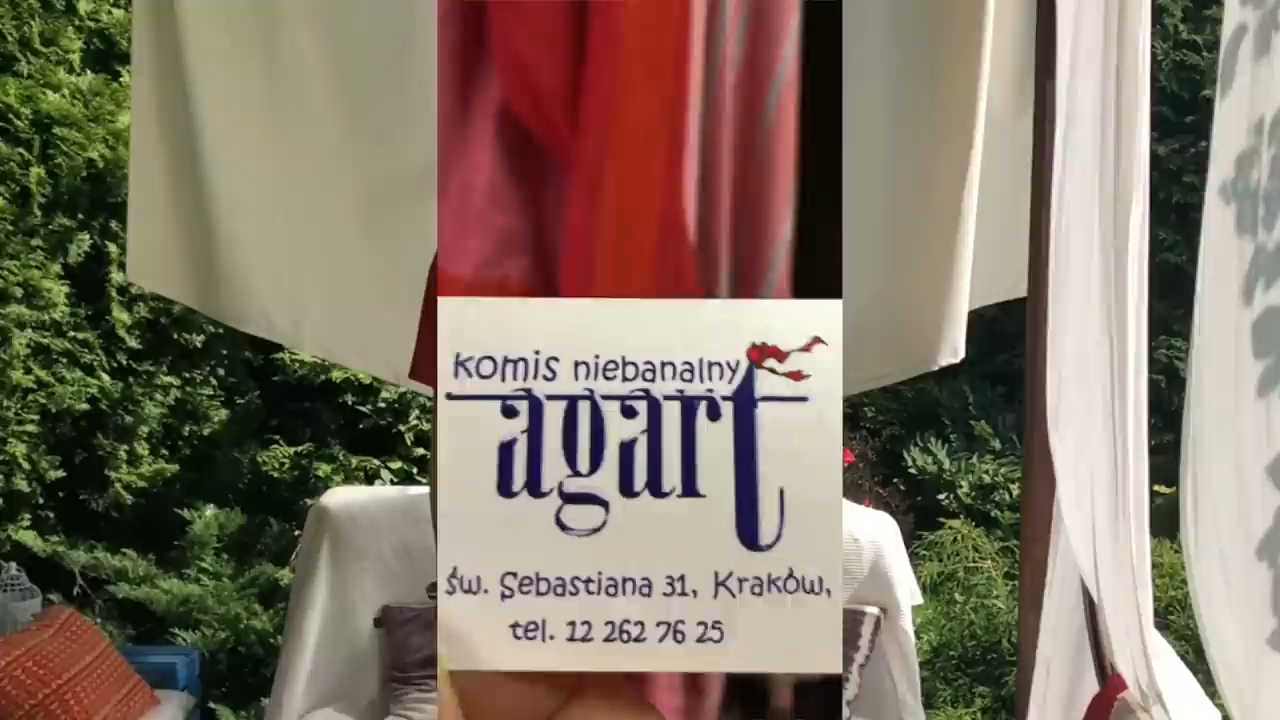 komis niebanalny
agart
św. Sebastiana 31, Kraków,
tel. 12 262 76 25